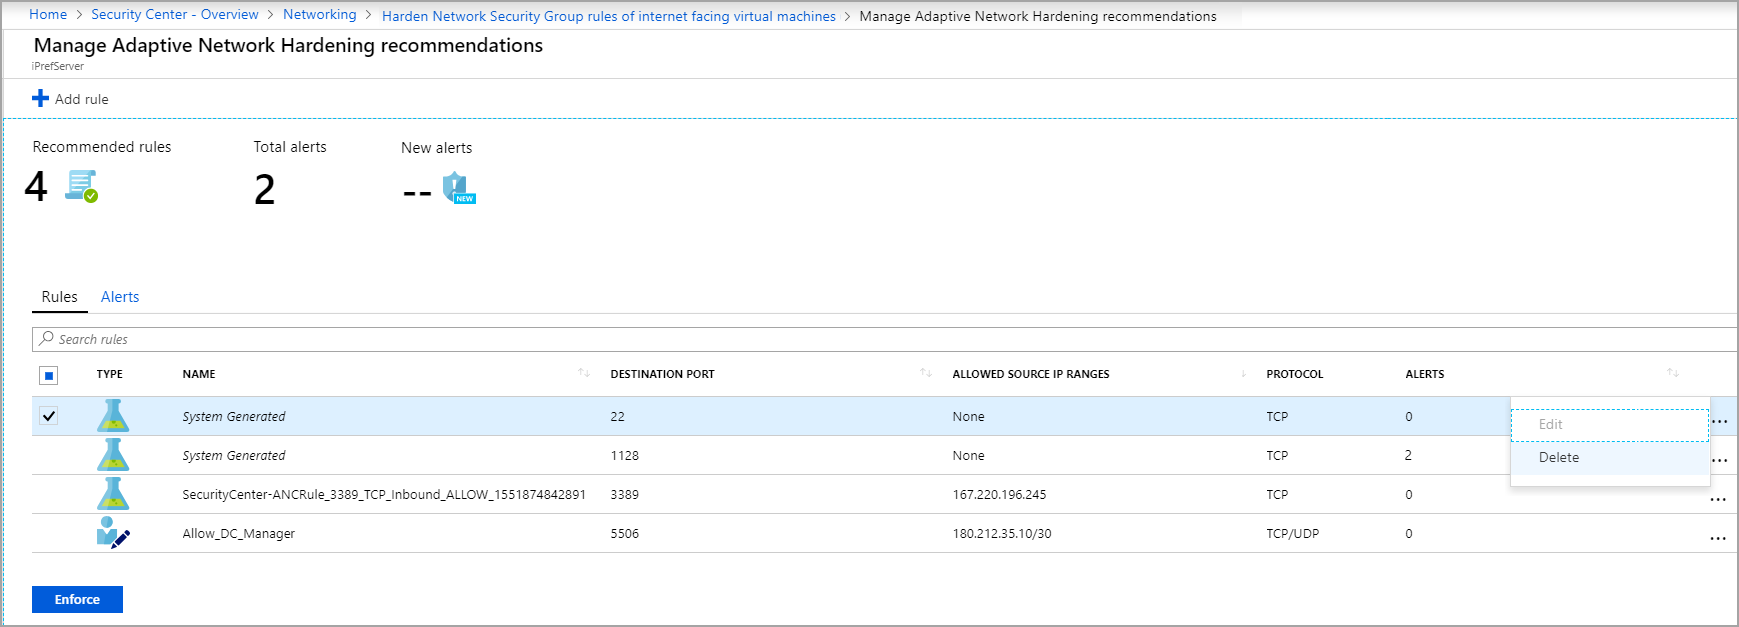 Home > Security Center - Overview > Networking > Harden Network Security Group rules of internet facing virtual machines > Manage Adaptive Network Hardening recommendations
Manage Adaptive Network Hardening recommendations
iPrefServer
Add rule
Recommended rules Total alerts New alerts
4 2 -- NEW
Rules Alerts
Search rules
TYPE NAME DESTINATION PORT ALLOWED SOURCE IP RANGES PROTOCOL ALERTS
System Generated 22 None TCP 0 ...
Edit
System Generated 1128 None TCP 2 ...
Delete
SecurityCenter-ANCRule_3389_TCP_Inbound_ALLOW_1551874842891 3389 167.220.196.245 TCP 0 ...
Allow_DC_Manager 5506 180.212.35.10/30 TCP/UDP 0 ...
Enforce